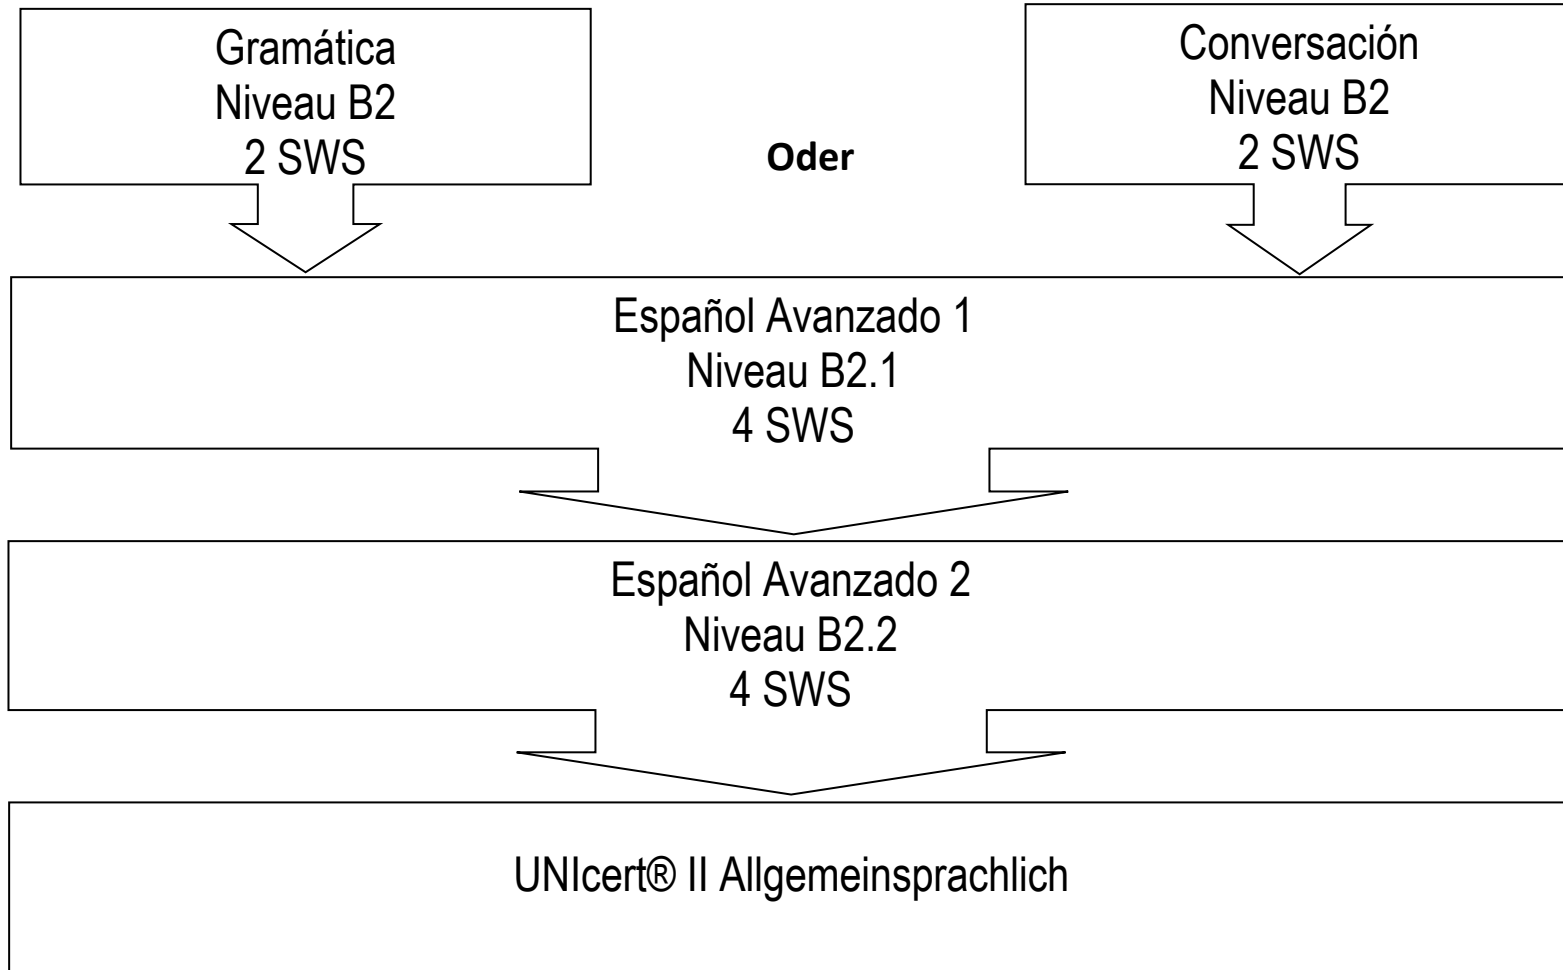 Gramática
Niveau B2
2 SWS
Oder
Conversación
Niveau B2
2 SWS
Español Avanzado 1
Niveau B2.1
4 SWS
Español Avanzado 2
Niveau B2.2
4 SWS
UNIcert® II Allgemeinsprachlich